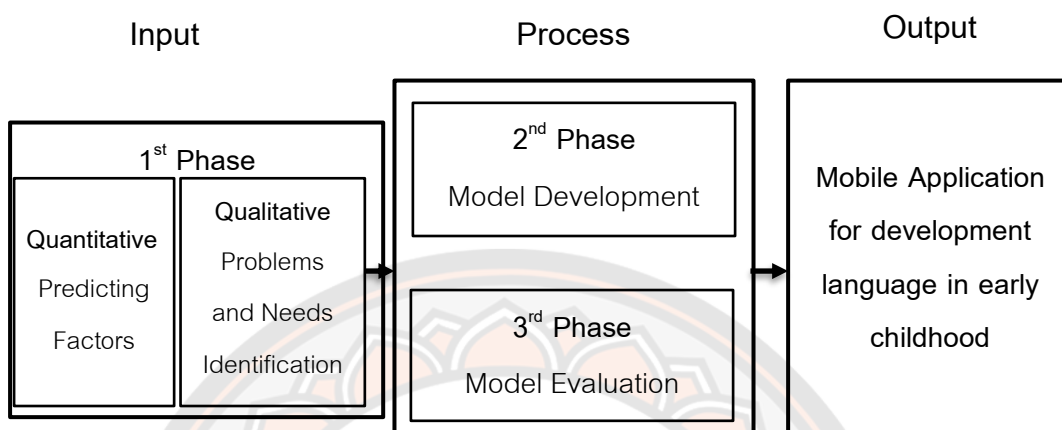 Input
Process
Output
1st Phase
Quantitative
Predicting
Factors
Qualitative
Problems
and Needs
Identification
2nd Phase
Model Development
3rd Phase
Model Evaluation
Mobile Application
for development
language in early
childhood